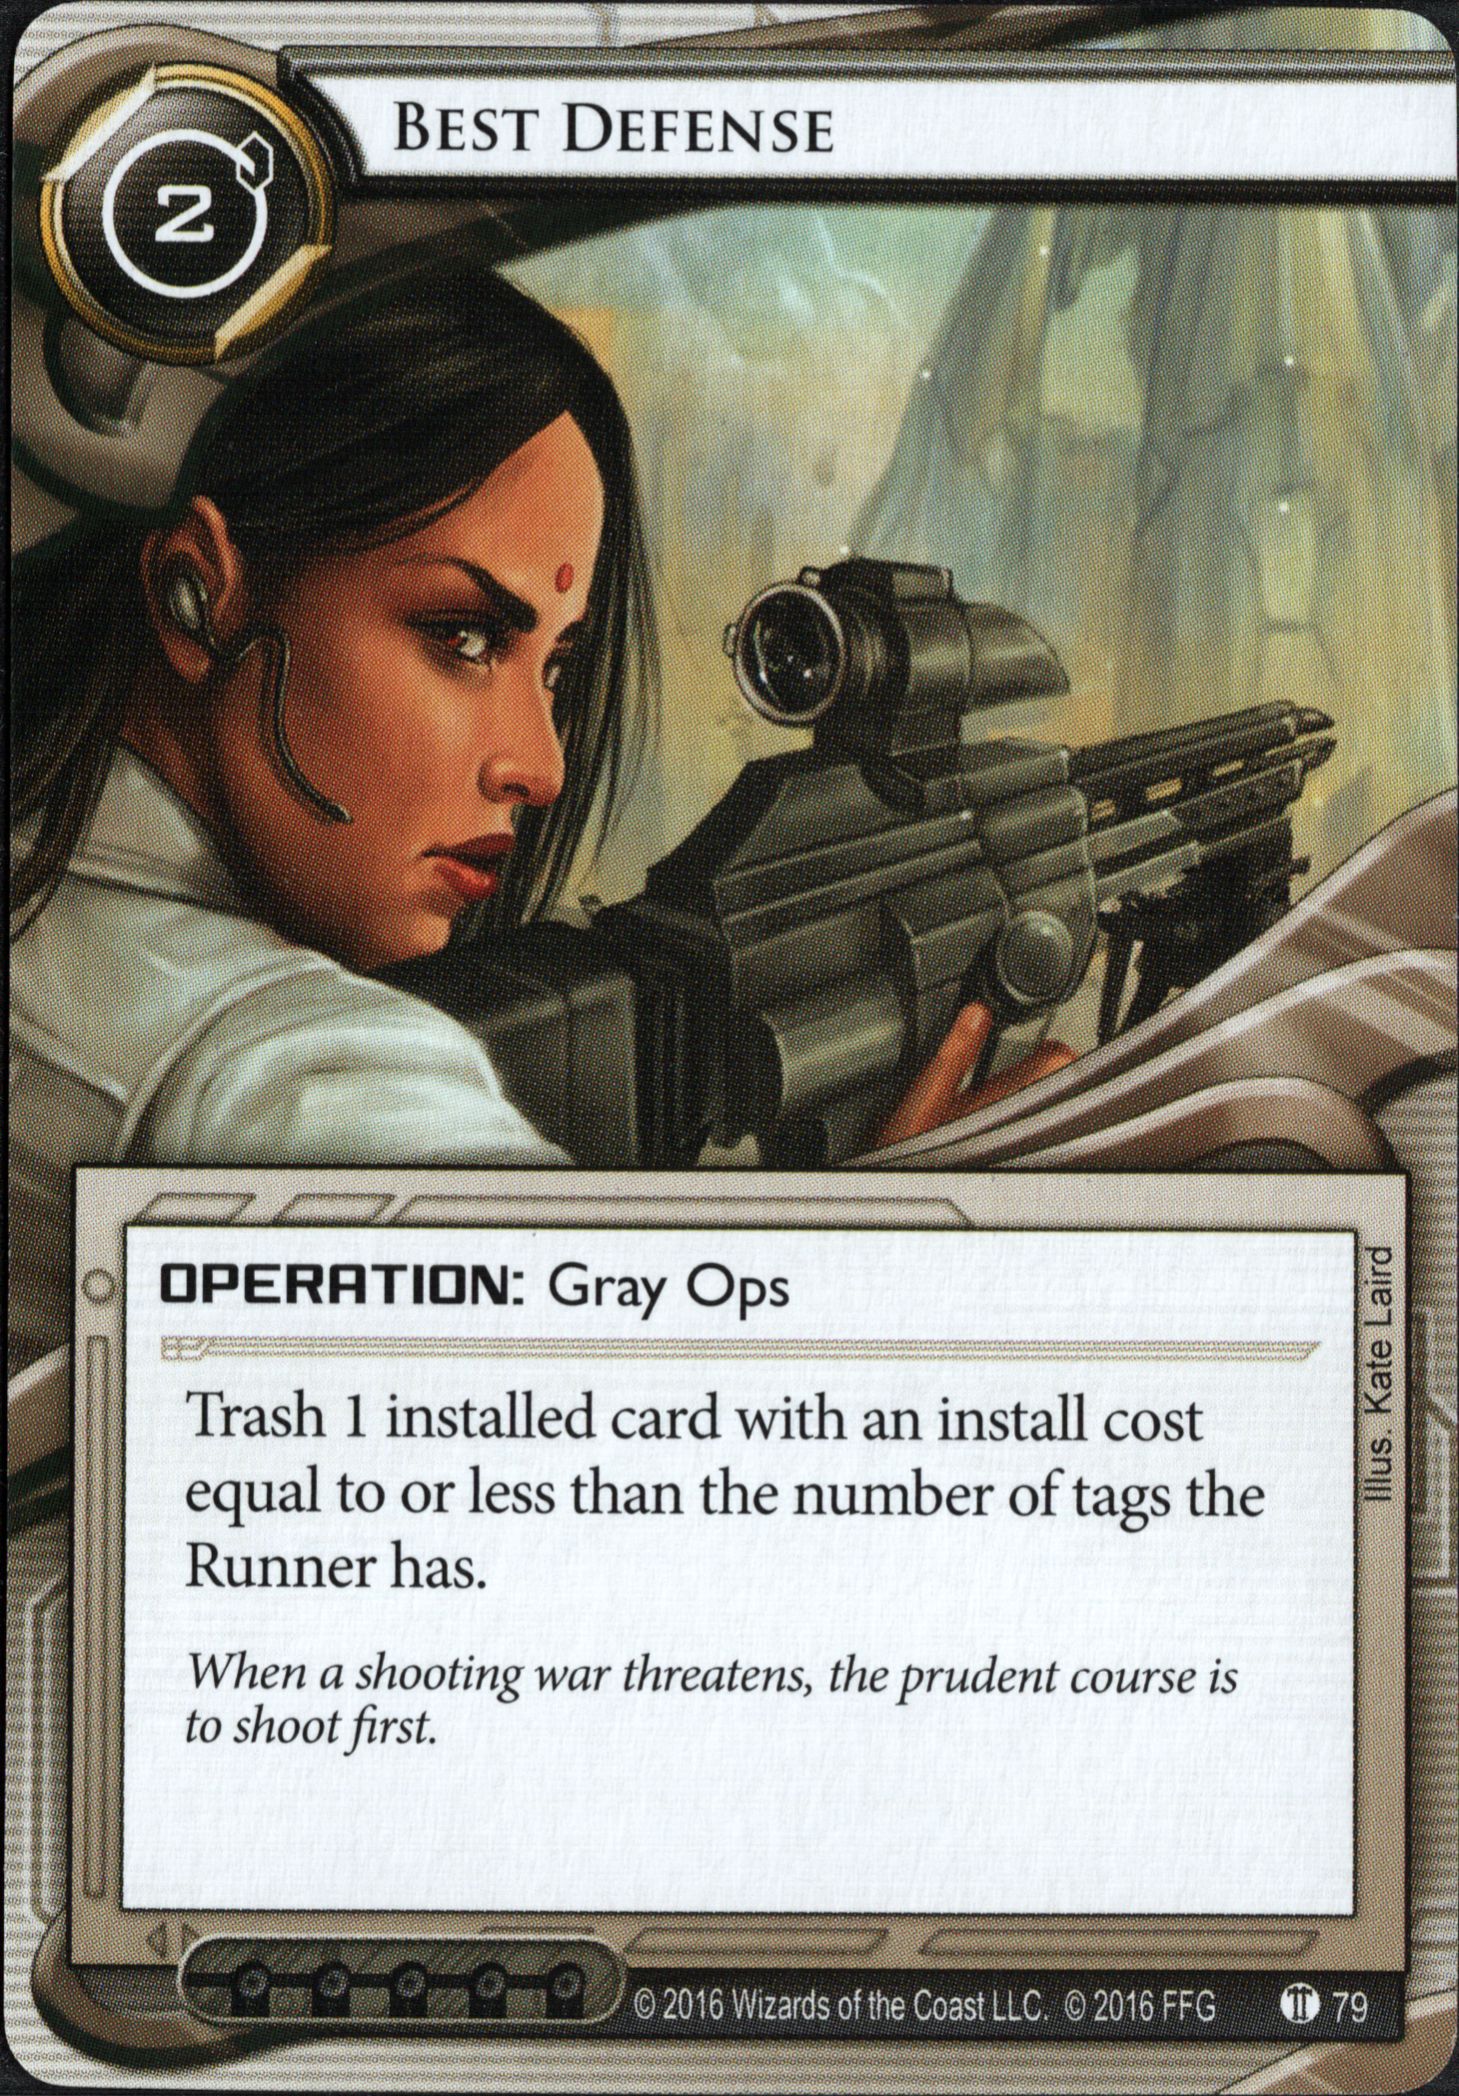 2
BEST DEFENSE
OPERATION: Gray Ops
Trash 1 installed card with an install cost
equal to or less than the number of tags the
Runner has.
When a shooting war threatens, the prudent course is
to shoot first.
Illus. Kate Laird
© 2016 Wizards of the Coast LLC. © 2016 FFG
79